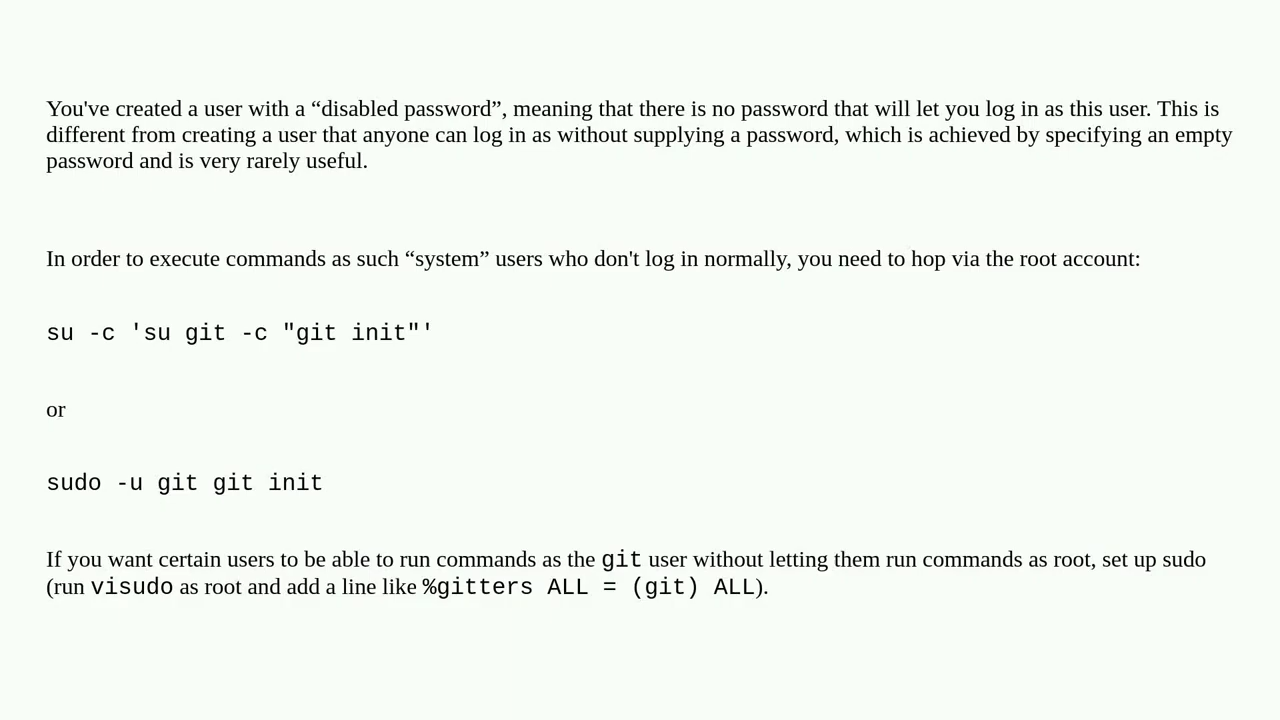 You've created a user with a “disabled password”, meaning that there is no password that will let you log in as this user. This is
different from creating a user that anyone can log in as without supplying a password, which is achieved by specifying an empty
password and is very rarely useful.
In order to execute commands as such “system” users who don't log in normally, you need to hop via the root account:
su -c 'su git -c "git init"'
or
sudo -u git git init
If you want certain users to be able to run commands as the git user without letting them run commands as root, set up sudo
(run visudo as root and add a line like %gitters ALL = (git) ALL).